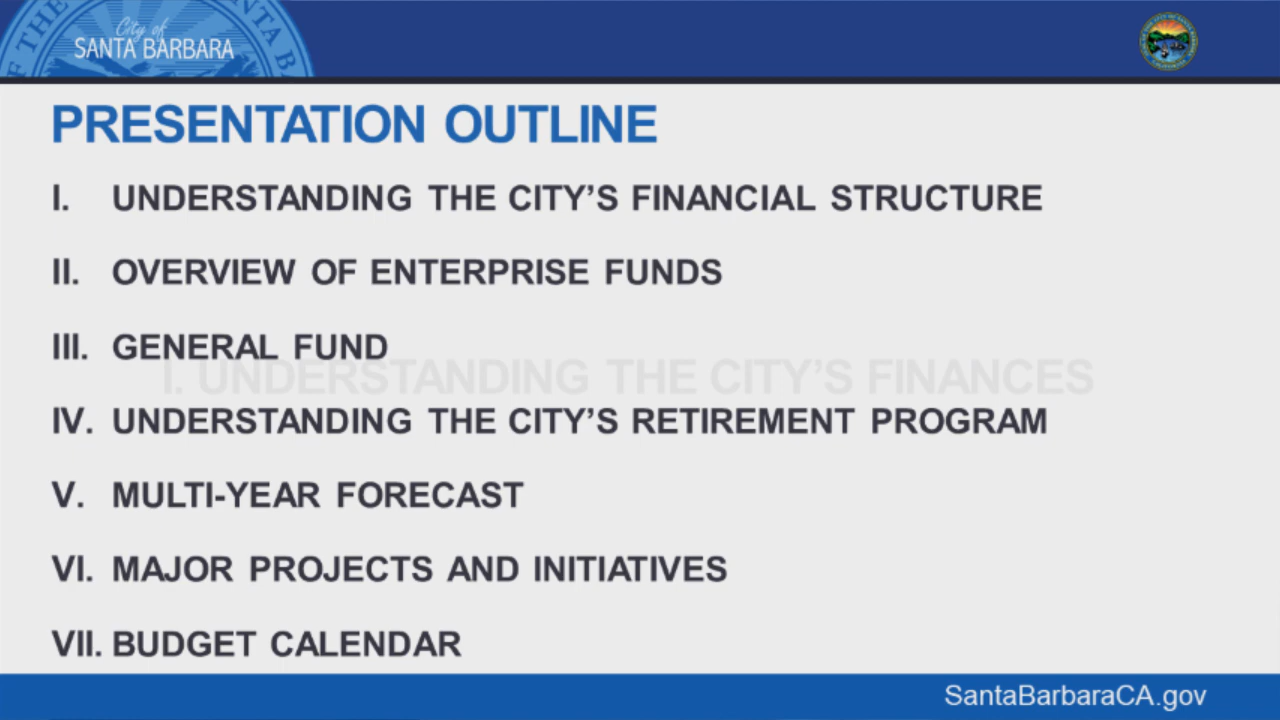 City of
SANTA BARBARA
PRESENTATION OUTLINE
I. UNDERSTANDING THE CITY’S FINANCIAL STRUCTURE
II. OVERVIEW OF ENTERPRISE FUNDS
III. GENERAL FUND
I. UNDERSTANDING THE CITY’S FINANCES
IV. UNDERSTANDING THE CITY’S RETIREMENT PROGRAM
V. MULTI-YEAR FORECAST
VI. MAJOR PROJECTS AND INITIATIVES
VII. BUDGET CALENDAR
SantaBarbaraCA.gov